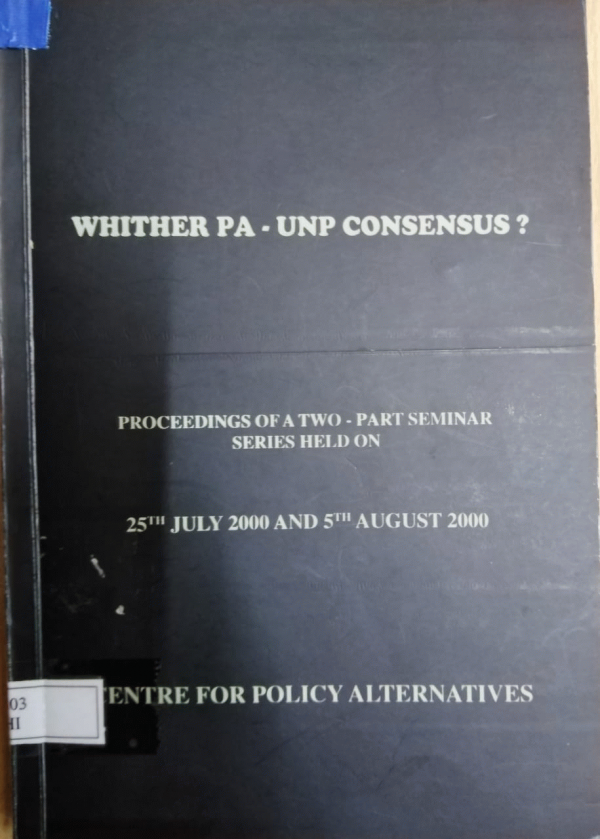 WHITHER PA - UNP CONSENSUS ?
PROCEEDINGS OF A TWO - PART SEMINAR
SERIES HELD ON
25TH JULY 2000 AND 5TH AUGUST 2000
CENTRE FOR POLICY ALTERNATIVES
03
HI